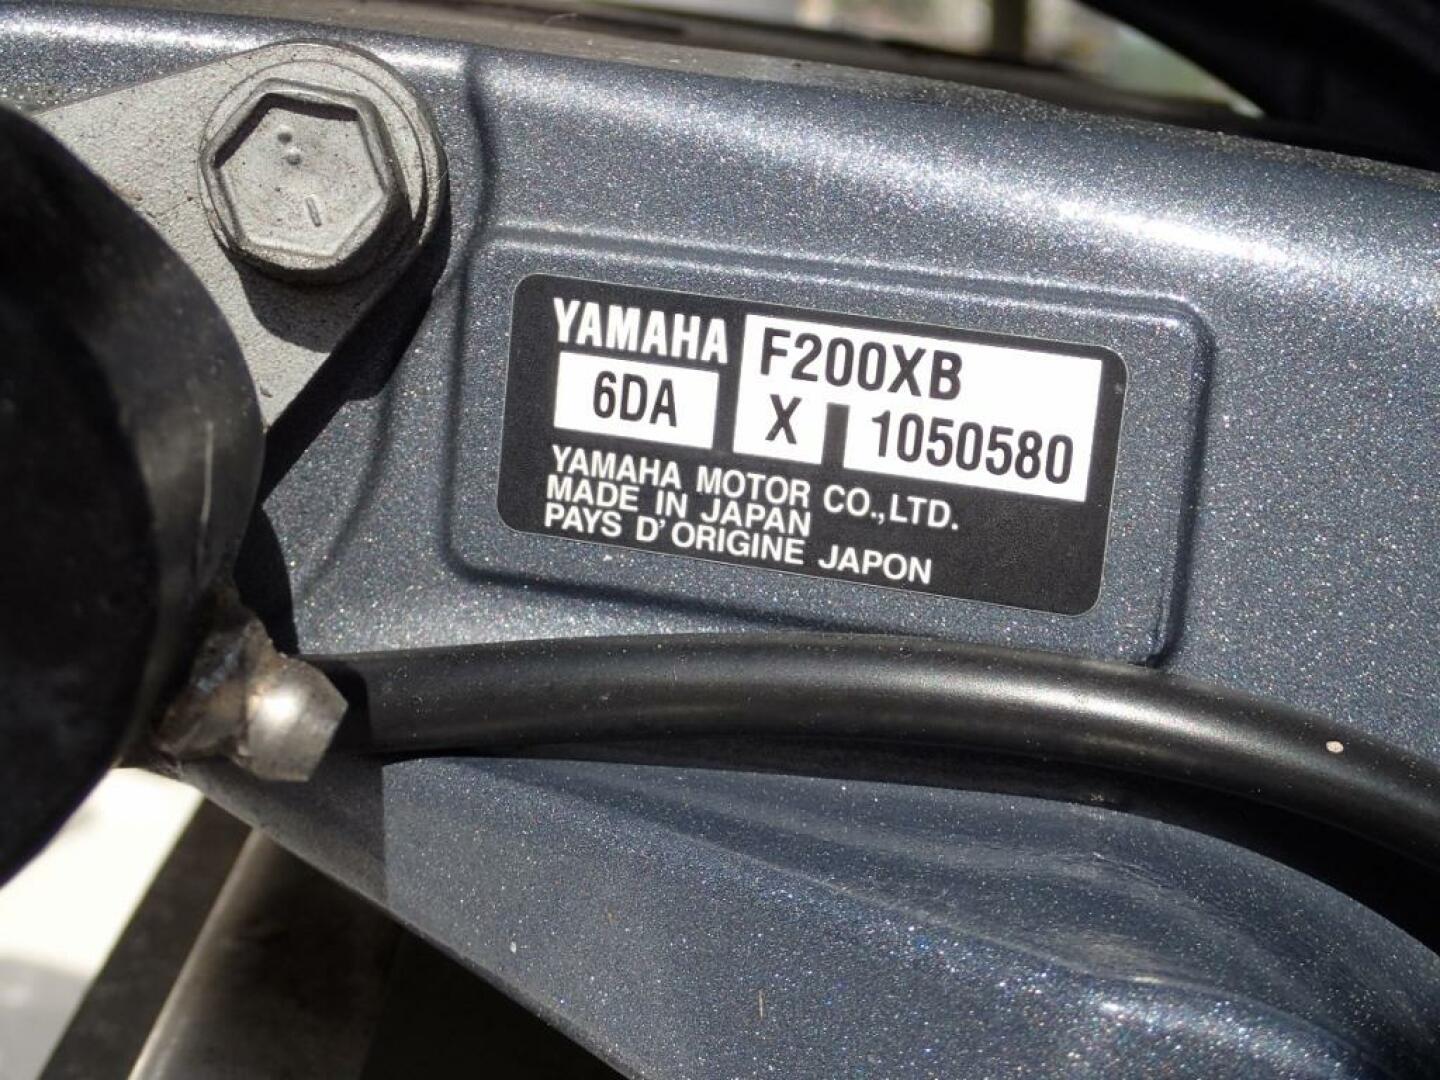 YAMAHA F200XB
6DA X 1050580
YAMAHA MOTOR CO.,LTD.
MADE IN JAPAN
PAYS D'ORIGINE JAPON